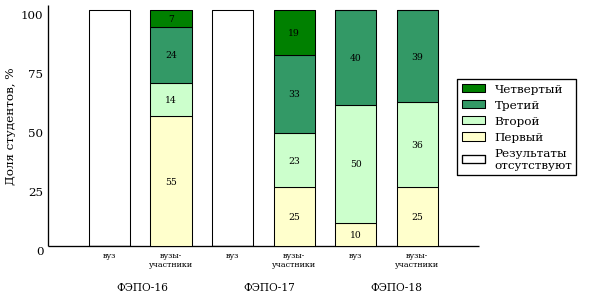 Доля студентов, %
100
75
50
25
0
7
24
14
55
19
33
23
25
40
50
10
39
36
25
Четвертый
Третий
Второй
Первый
Результаты
отсутствуют
вуз
вузы-
участники
вуз
вузы-
участники
вуз
вузы-
участники
ФЭПО-16
ФЭПО-17
ФЭПО-18